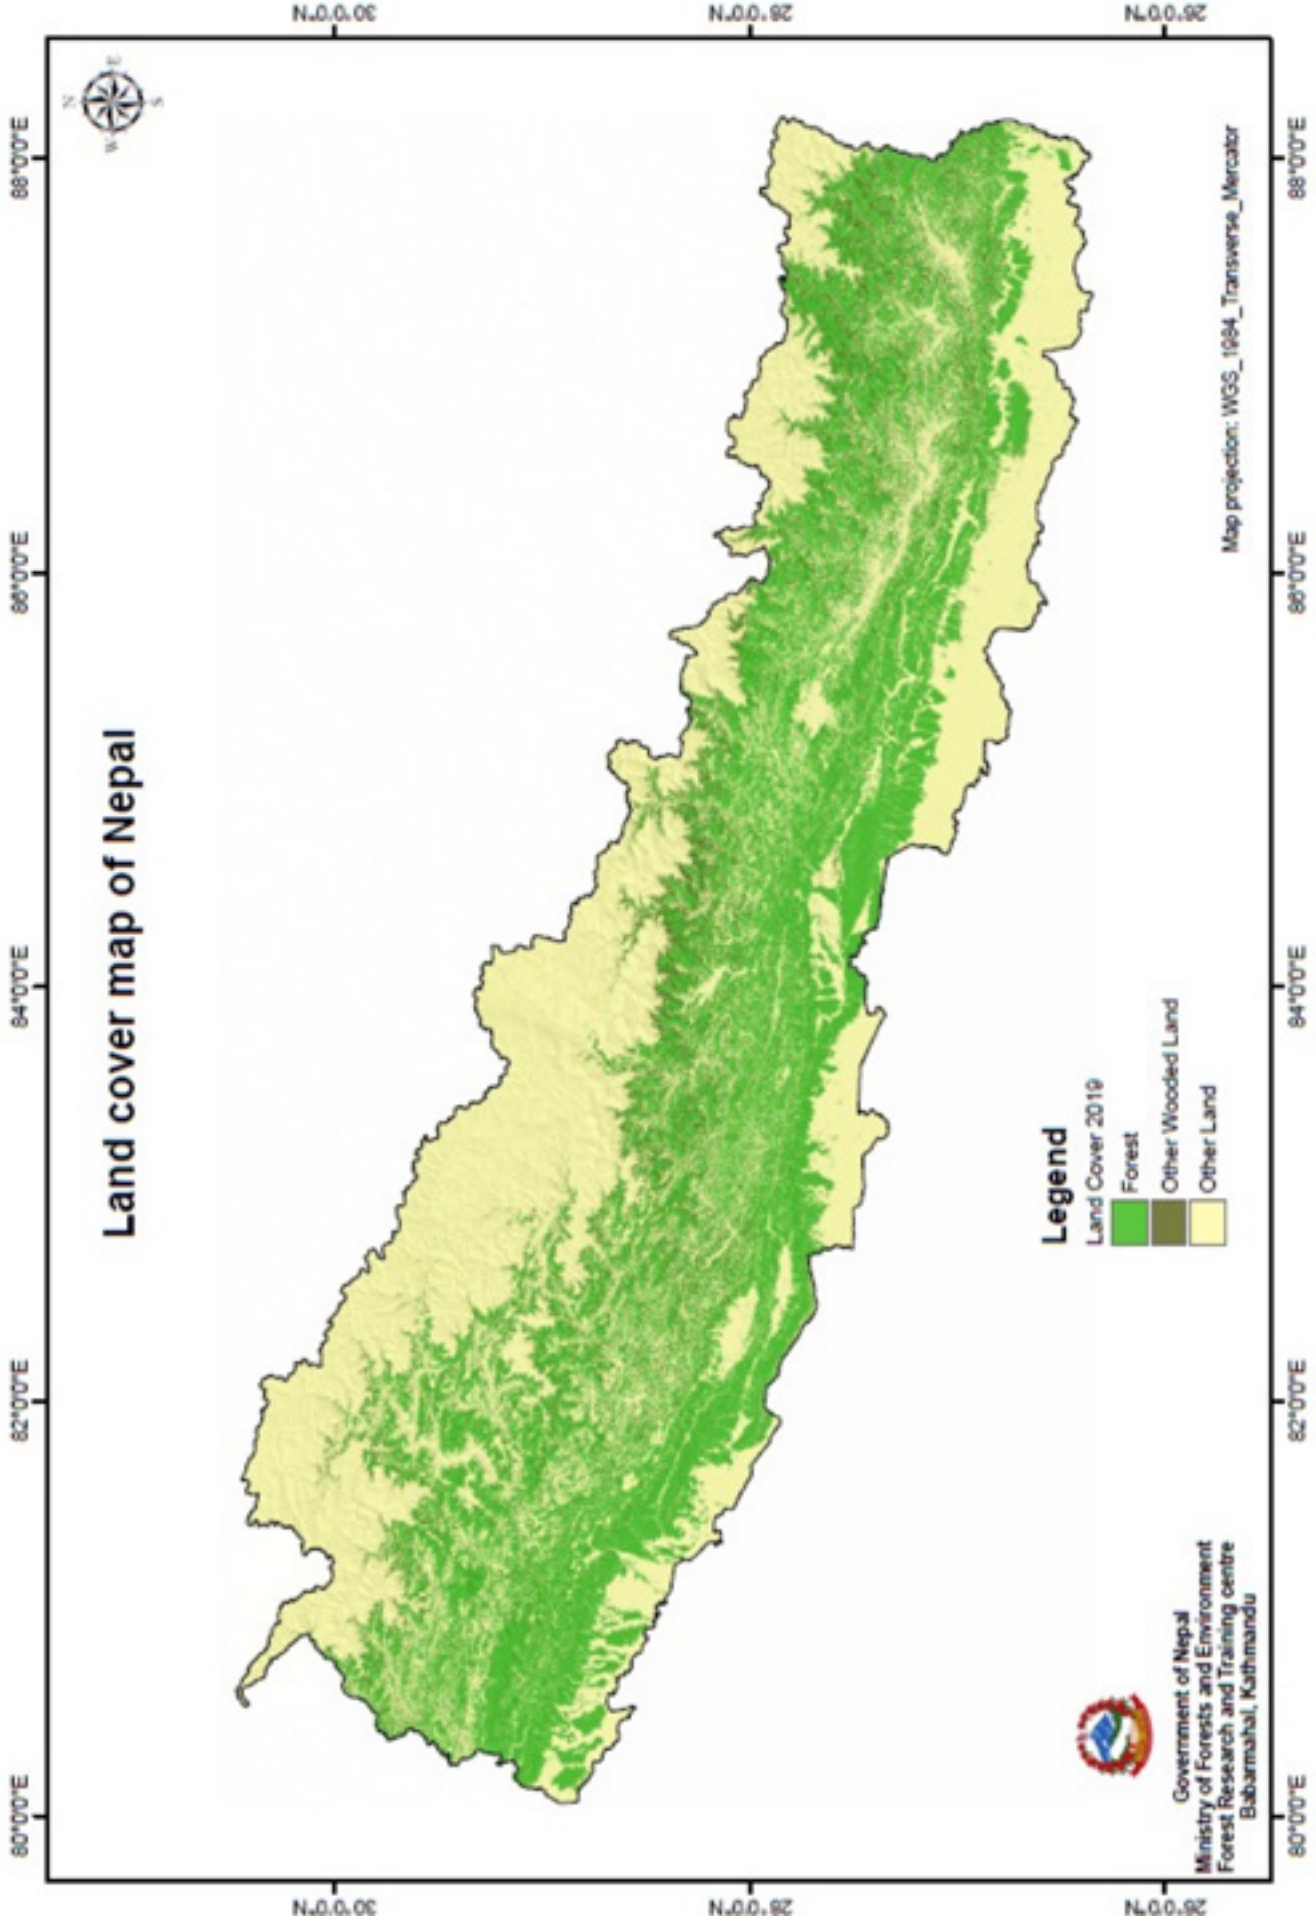 Land cover map of Nepal
80°0'0"E
82°0'0"E
84°0'0"E
86°0'0"E
88°0'0"E
N
W
S
30°0'0"N
30°0'0"N
28°0'0"N
28°0'0"N
26°0'0"N
26°0'0"N
Legend
Land Cover 2019
Forest
Other Wooded Land
Other Land
Government of Nepal
Ministry of Forests and Environment
Forest Research and Training centre
Babarmahal, Kathmandu
Map projection: WGS_1984_Transverse_Mercator
80°0'0"E
82°0'0"E
84°0'0"E
86°0'0"E
88°0'0"E